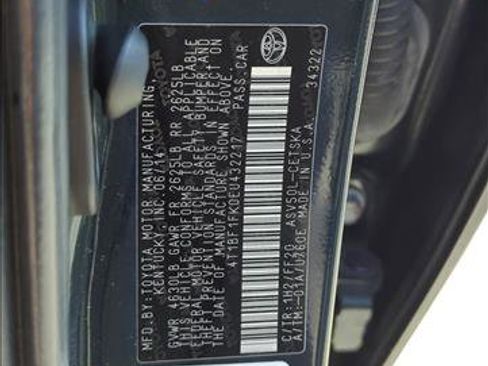 TOYOTA
MFD. BY: TOYOTA MOTOR MANUFACTURING,
KENTUCKY, INC. 06/14
GVWR 4630LB GAWR FR 2625LB RR 2625LB
THIS VEHICLE CONFORMS TO ALL APPLICABLE
FEDERAL MOTOR VEHICLE SAFETY, BUMPER, AND
THEFT PREVENTION STANDARDS IN EFFECT ON
THE DATE OF MANUFACTURE SHOWN ABOVE.
4T1BF1FK0EU432217 PASS.CAR
C/TR:1H2/FF20 ASV50L-CETSKA
A/TM:-01A/U760E MADE IN U.S.A. 34322